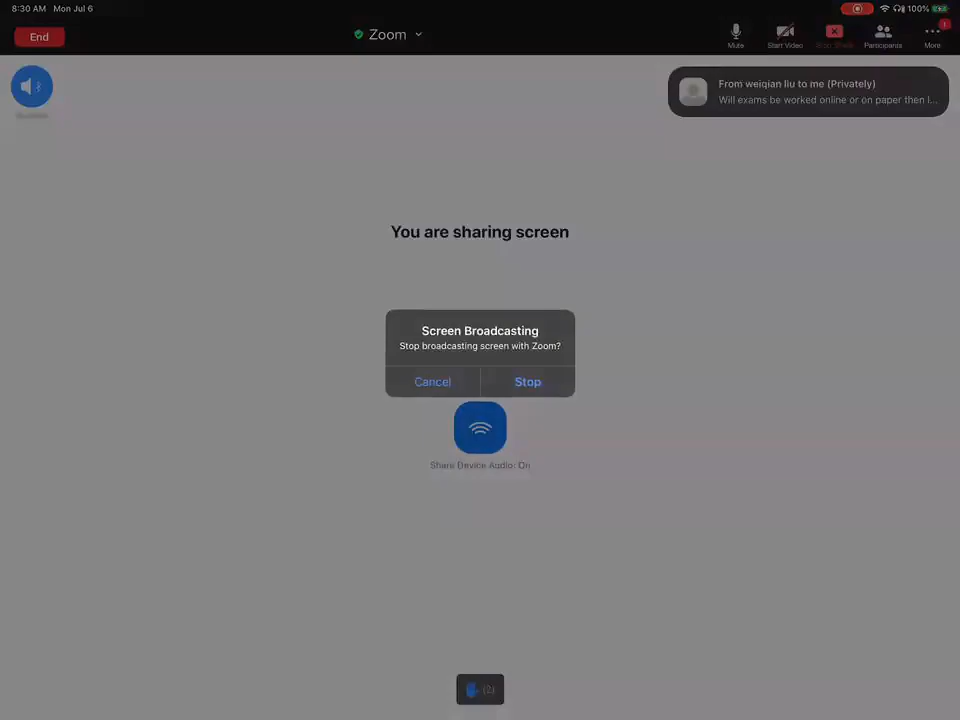 8:30 AM Mon Jul 6
100%
End
Zoom
Mute
Start Video
Stop Share
Participants
More
1
From weiqian liu to me (Privately)
Will exams be worked online or on paper then I...
You are sharing screen
Screen Broadcasting
Stop broadcasting screen with Zoom?
Cancel
Stop
Share Device Audio: On
(2)